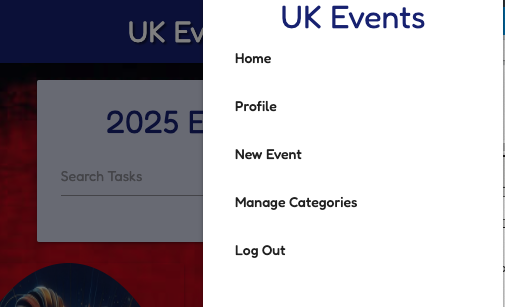 UK Ev
UK Events
Home
2025 E
Profile
New Event
Search Tasks
Manage Categories
Log Out